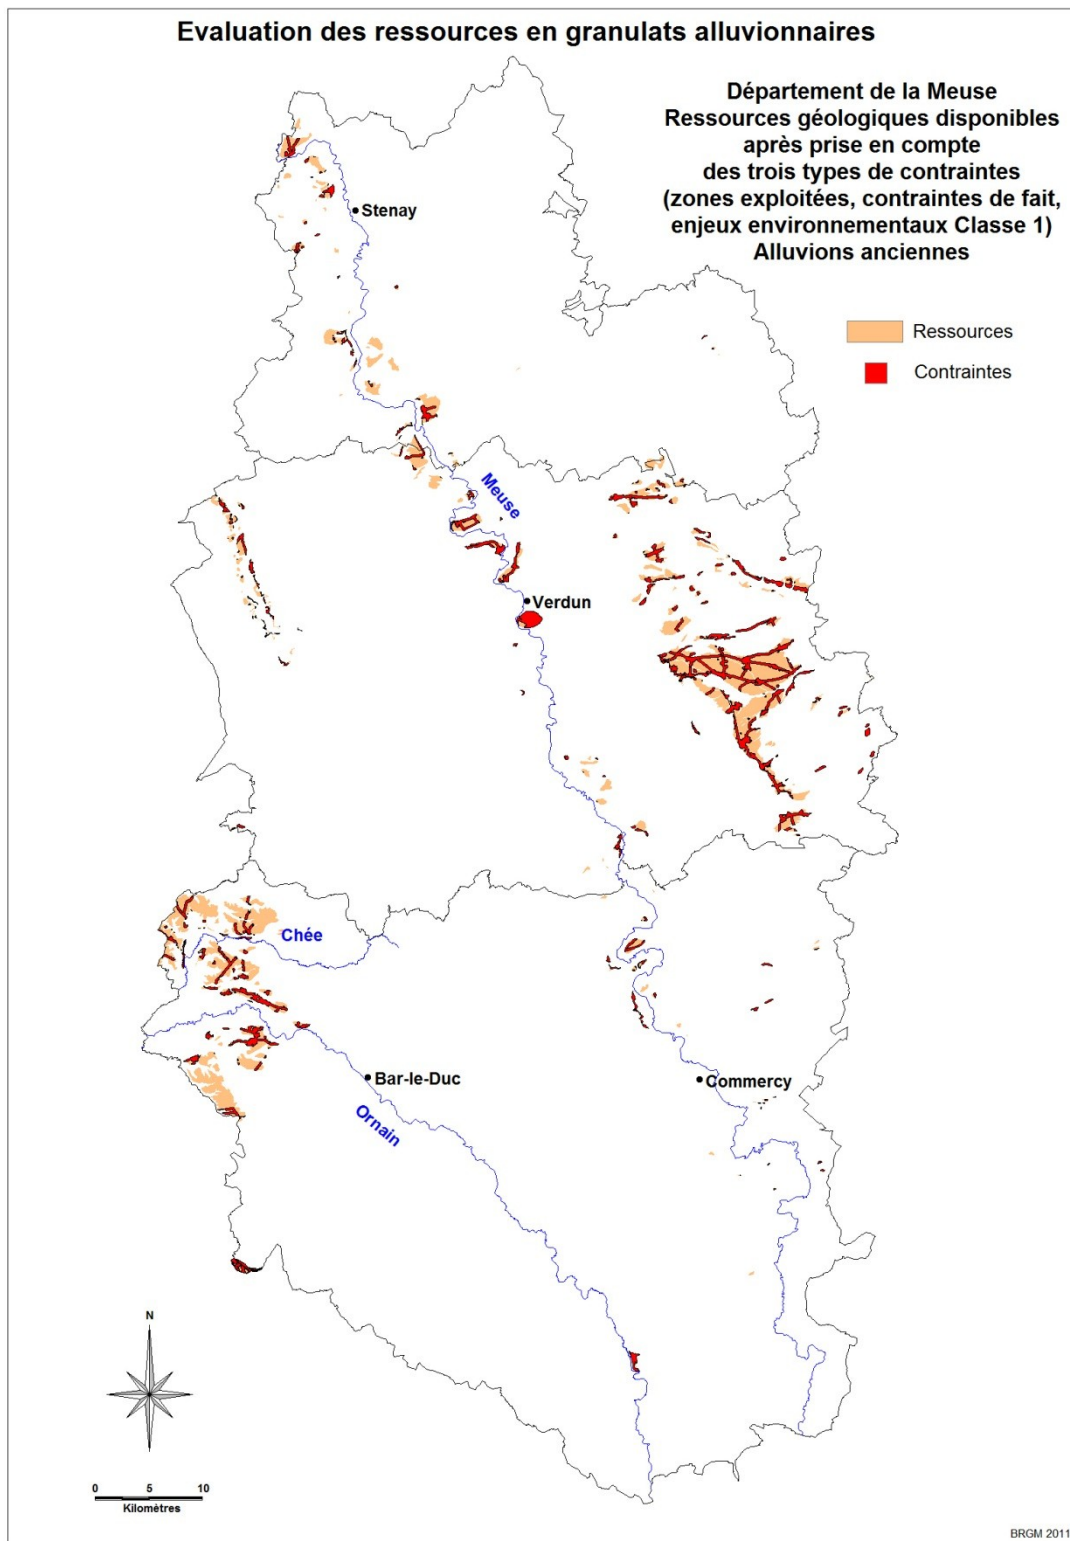 Evaluation des ressources en granulats alluvionnaires
Département de la Meuse
Ressources géologiques disponibles
après prise en compte
des trois types de contraintes
(zones exploitées, contraintes de fait,
enjeux environnementaux Classe 1)
Alluvions anciennes
Ressources
Contraintes
Stenay
Meuse
Verdun
Chée
Bar-le-Duc
Ornain
Commercy
N
0 5 10
Kilomètres
BRGM 2011